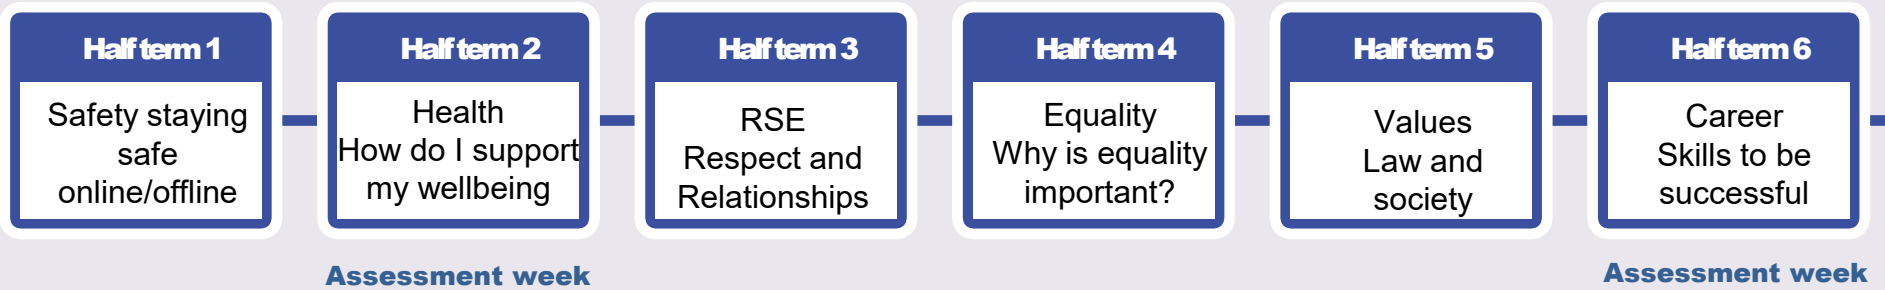 Half term 1
Safety staying
safe
online/offline
Half term 2
Health
How do I support
my wellbeing
Assessment week
Half term 3
RSE
Respect and
Relationships
Half term 4
Equality
Why is equality
important?
Half term 5
Values
Law and
society
Half term 6
Career
Skills to be
successful
Assessment week